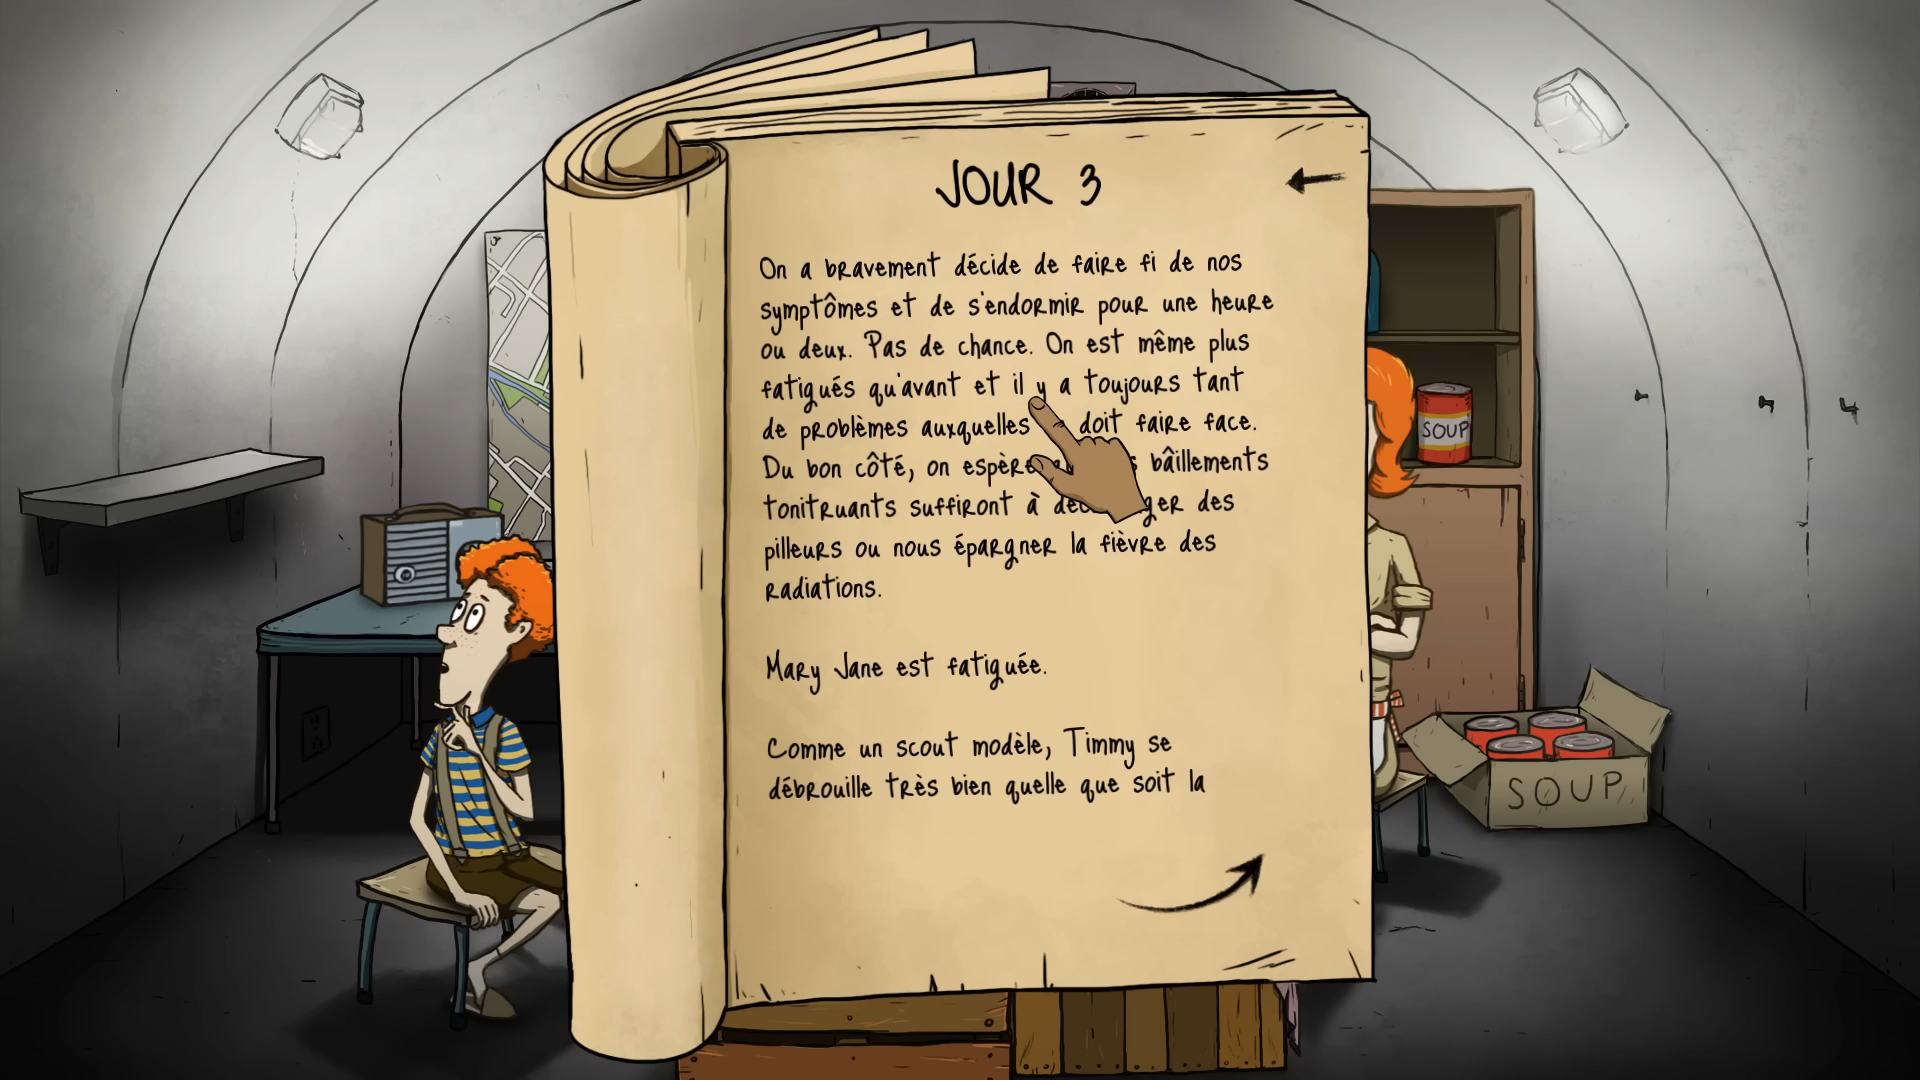 JOUR 3
On a bravement décide de faire fi de nos
symptômes et de s'endormir pour une heure
ou deux. Pas de chance. On est même plus
fatigués qu'avant et il y a toujours tant
de problèmes auxquelles doit faire face.
Du bon côté, on espère bâillements
tonitruants suffiront à des
pilleurs ou nous épargner la fièvre des
radiations.
Mary Jane est fatiguée.
Comme un scout modèle, Timmy se
débrouille très bien quelle que soit la
SOUP
SOUP